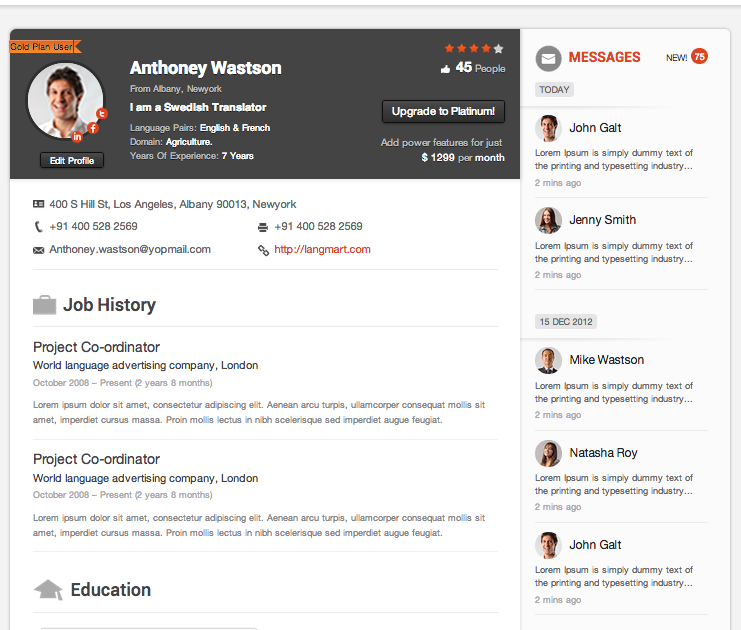 Gold Plan User
Anthoney Wastson
From Albany, Newyork
I am a Swedish Translator
Language Pairs: English & French
Domain: Agriculture.
Years Of Experience: 7 Years
Edit Profile
45 People
Upgrade to Platinum!
Add power features for just
$ 1299 per month
400 S Hill St, Los Angeles, Albany 90013, Newyork
+91 400 528 2569
+91 400 528 2569
Anthoney.wastson@yopmail.com
http://langmart.com
Job History
Project Co-ordinator
World language advertising company, London
October 2008 – Present (2 years 8 months)
Lorem ipsum dolor sit amet, consectetur adipiscing elit. Aenean arcu turpis, ullamcorper consequat mollis sit
amet, imperdiet cursus massa. Proin mollis lectus in nibh scelerisque sed imperdiet augue feugiat.
Project Co-ordinator
World language advertising company, London
October 2008 – Present (2 years 8 months)
Lorem ipsum dolor sit amet, consectetur adipiscing elit. Aenean arcu turpis, ullamcorper consequat mollis sit
amet, imperdiet cursus massa. Proin mollis lectus in nibh scelerisque sed imperdiet augue feugiat.
Education
MESSAGES
NEW! 75
TODAY
John Galt
Lorem Ipsum is simply dummy text of
the printing and typesetting industry...
2 mins ago
Jenny Smith
Lorem Ipsum is simply dummy text of
the printing and typesetting industry...
2 mins ago
15 DEC 2012
Mike Wastson
Lorem Ipsum is simply dummy text of
the printing and typesetting industry...
2 mins ago
Natasha Roy
Lorem Ipsum is simply dummy text of
the printing and typesetting industry...
2 mins ago
John Galt
Lorem Ipsum is simply dummy text of
the printing and typesetting industry...
2 mins ago